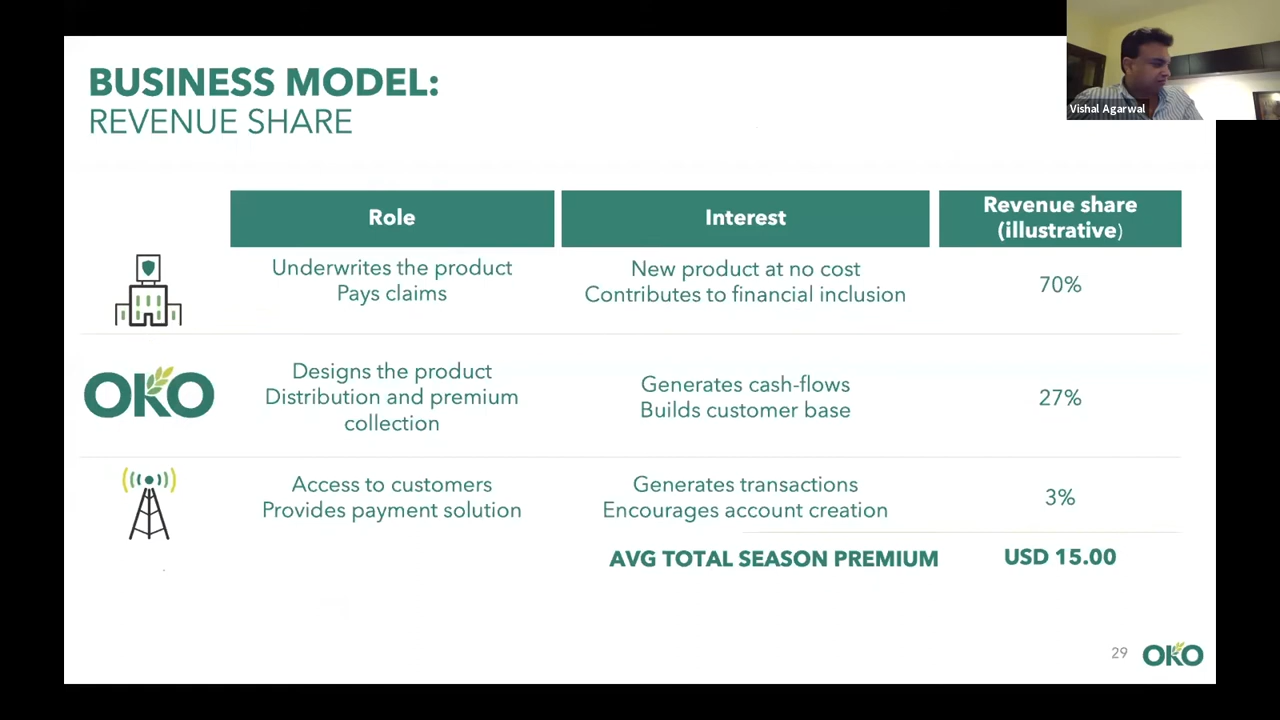 BUSINESS MODEL:
REVENUE SHARE
Vishal Agarwal
Role
Interest
Revenue share
(illustrative)
Underwrites the product
Pays claims
New product at no cost
Contributes to financial inclusion
70%
OKO
Designs the product
Distribution and premium
collection
Generates cash-flows
Builds customer base
27%
Access to customers
Provides payment solution
Generates transactions
Encourages account creation
3%
AVG TOTAL SEASON PREMIUM
USD 15.00
29
OKO